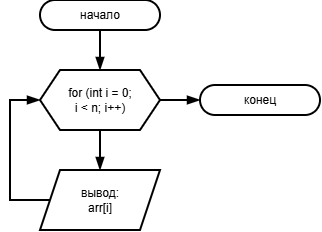 начало
for (int i = 0;
i < n; i++)
конец
вывод:
arr[i]